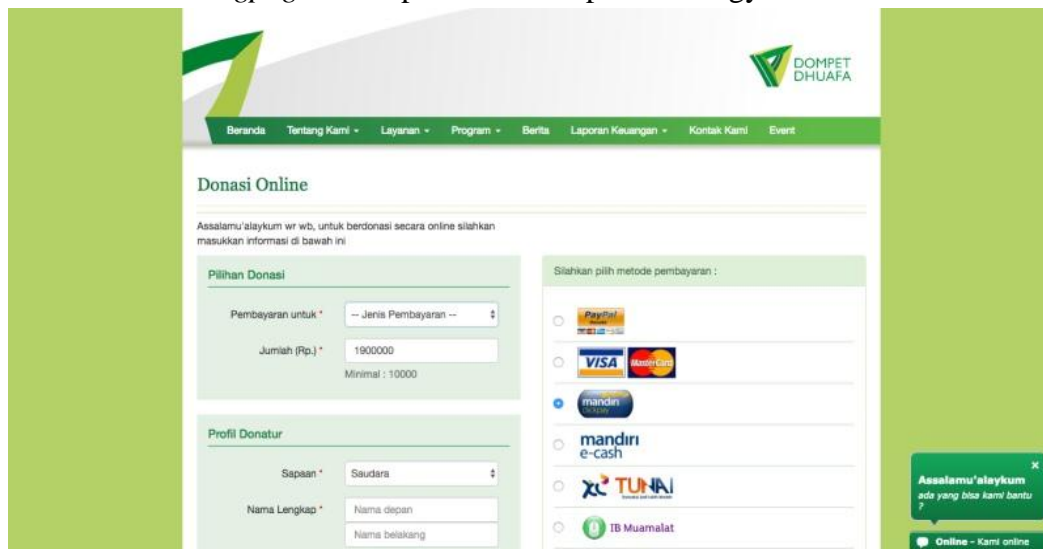 DOMPET
DHUAFA
Beranda Tentang Kami Layanan Program Berita Laporan Keuangan Kontak Kami Event
Donasi Online
Assalamu'alaykum wr wb, untuk berdonasi secara online silahkan
masukkan informasi di bawah ini
Pilihan Donasi
Pembayaran untuk * -- Jenis Pembayaran --
Jumlah (Rp.) * 1900000
Minimal : 10000
Profil Donatur
Sapaan * Saudara
Nama Lengkap * Nama depan
Nama belakang
Silahkan pilih metode pembayaran :
PayPal
VISA MasterCard
mandiri
clickpay
mandiri
e-cash
XL TUNAI
IB Muamalat
×
Assalamu'alaykum
ada yang bisa kami bantu
?
Online - Kami online